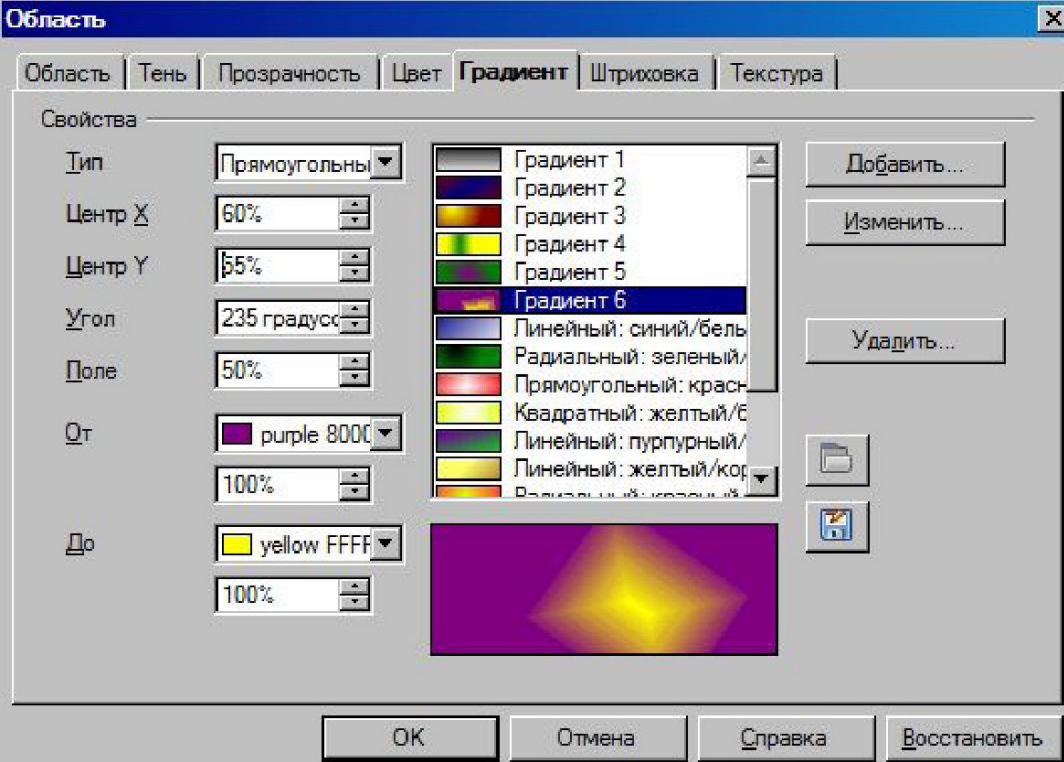 Область
Область Тень Прозрачность Цвет Градиент Штриховка Текстура
Свойства
Тип Прямоугольны
Центр X 60%
Центр Y 55%
Угол 235 градусо
Поле 50%
От purple 8000
100%
До yellow FFFF
100%
Градиент 1
Градиент 2
Градиент 3
Градиент 4
Градиент 5
Градиент 6
Линейный: синий/белы
Радиальный: зеленый/
Прямоугольный: красн
Квадратный: желтый/б
Линейный: пурпурный/
Линейный: желтый/кор
Радиальный: красный
Добавить...
Изменить...
Удалить...
OK Отмена Справка Восстановить